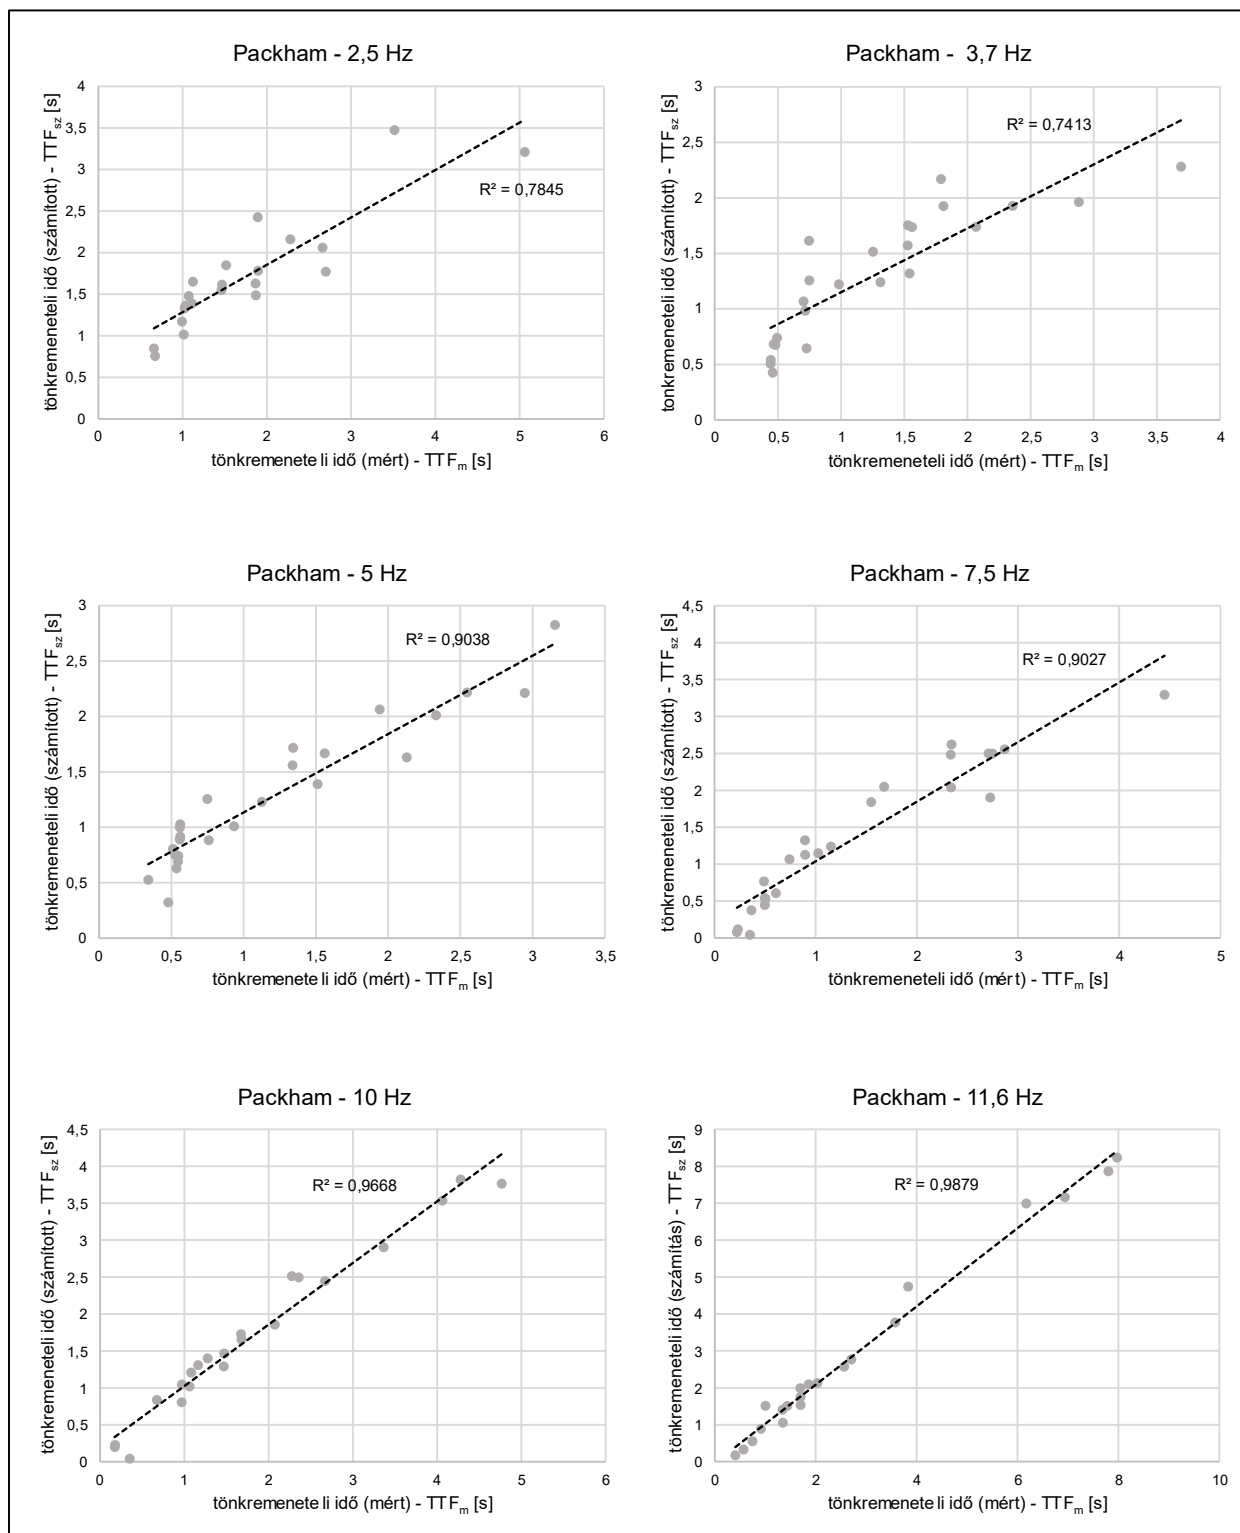 Packham - 2,5 Hz
tönkremeneteli idő (számított) - TTFsz [s]
4
3,5
3
2,5
2
1,5
1
0,5
0
R² = 0,7845
0 1 2 3 4 5 6
tönkremeneteli idő (mért) - TTFm [s]
Packham - 3,7 Hz
tonkremeneteli idő (számított) - TTFsz [s]
3
2,5
2
1,5
1
0,5
0
R² = 0,7413
0 0,5 1 1,5 2 2,5 3 3,5 4
tönkremeneteli idő (mért) - TTFm [s]
Packham - 5 Hz
tönkremeneteli idő (számított) - TTFsz [s]
3
2,5
2
1,5
1
0,5
0
R² = 0,9038
0,5 1 1,5 2 2,5 3 3,5
tönkremeneteli idő (mért) - TTFm [s]
Packham - 7,5 Hz
tönkremeneteli idő (számított) - TTFsz [s]
4,5
4
3,5
3
2,5
2
1,5
1
0,5
0
R² = 0,9027
0 1 2 3 4 5
tönkremeneteli idő (mért) - TTFm [s]
Packham - 10 Hz
tönkremeneteli idő (számított) - TTFsz [s]
4,5
4
3,5
3
2,5
2
1,5
1
0,5
0
R² = 0,9668
0 1 2 3 4 5 6
tönkremeneteli idő (mért) - TTFm [s]
Packham - 11,6 Hz
tönkremeneteli idő (számítás) - TTFsz [s]
9
8
7
6
5
4
3
2
1
0
R² = 0,9879
0 2 4 6 8 10
tönkremeneteli idő (mért) - TTFm [s]